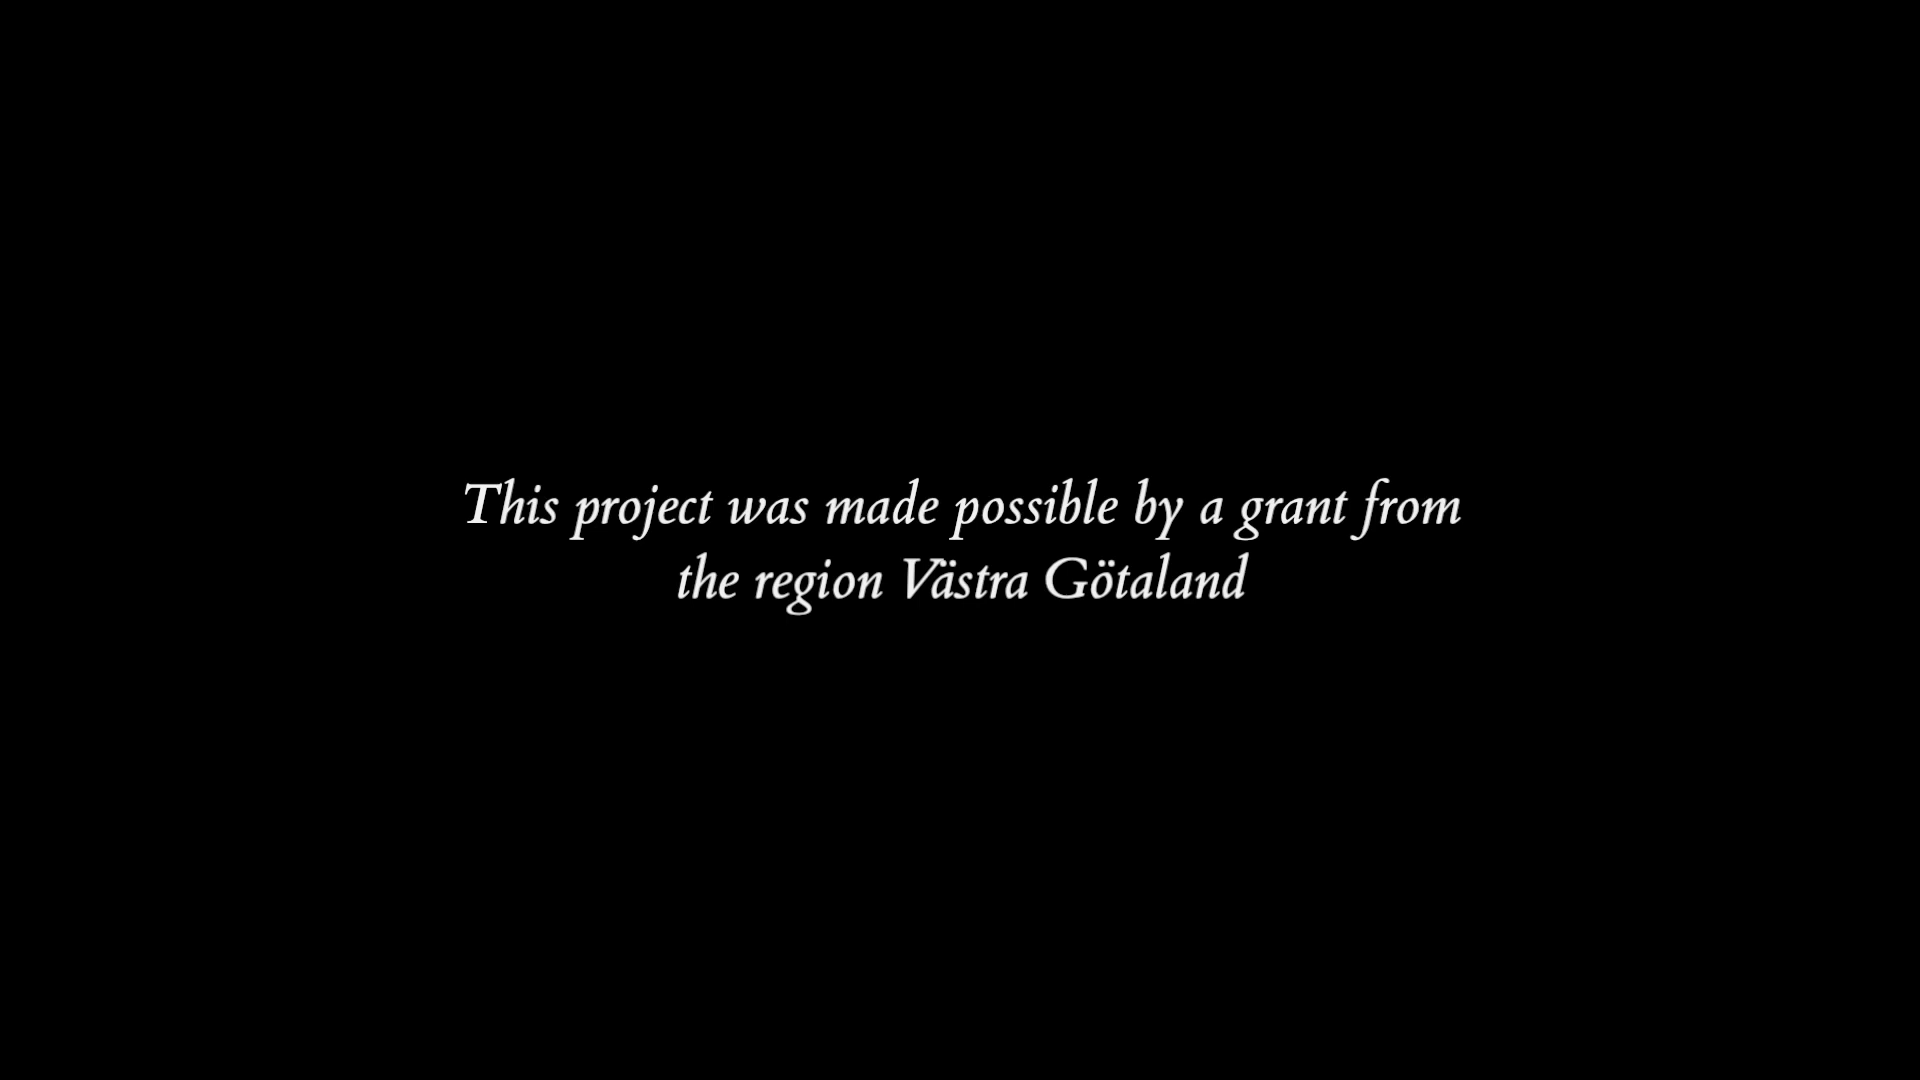 This project was made possible by a grant from
the region Västra Götaland